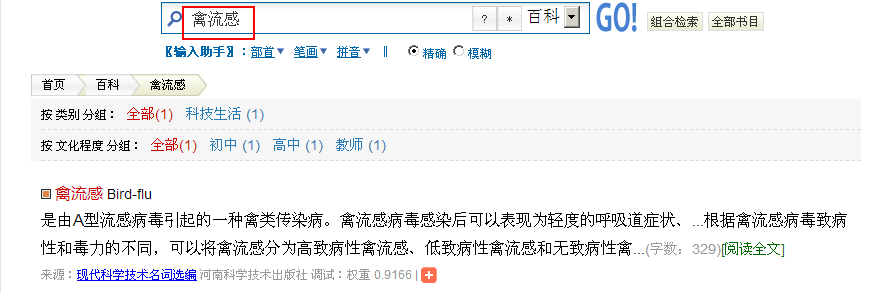 禽流感 ? * 百科 GO! 组合检索 全部书目
〖输入助手〗：部首 笔画 拼音 ‖ 精确 模糊
首页 百科 禽流感
按 类别 分组： 全部(1) 科技生活 (1)
按 文化程度 分组： 全部(1) 初中 (1) 高中 (1) 教师 (1)
禽流感 Bird-flu
是由A型流感病毒引起的一种禽类传染病。禽流感病毒感染后可以表现为轻度的呼吸道症状、...根据禽流感病毒致病
性和毒力的不同，可以将禽流感分为高致病性禽流感、低致病性禽流感和无致病性禽...(字数：329)[阅读全文]
来源：现代科学技术名词选编 河南科学技术出版社 调试：权重 0.9166 |